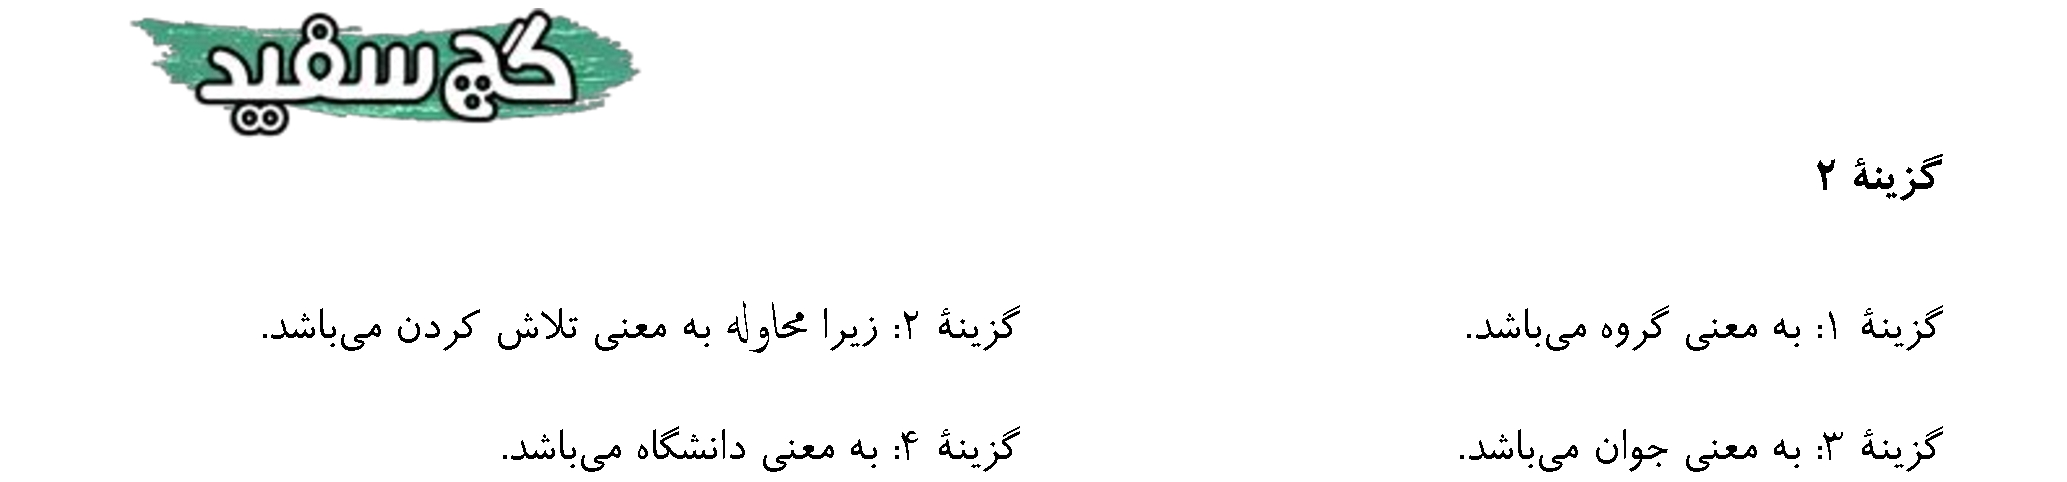 گچ سفید
گزینهٔ ۲
گزینهٔ ۱: به معنی گروه می‌باشد. گزینهٔ ۲: زیرا محاوله به معنی تلاش کردن می‌باشد.
گزینهٔ ۳: به معنی جوان می‌باشد. گزینهٔ ۴: به معنی دانشگاه می‌باشد.